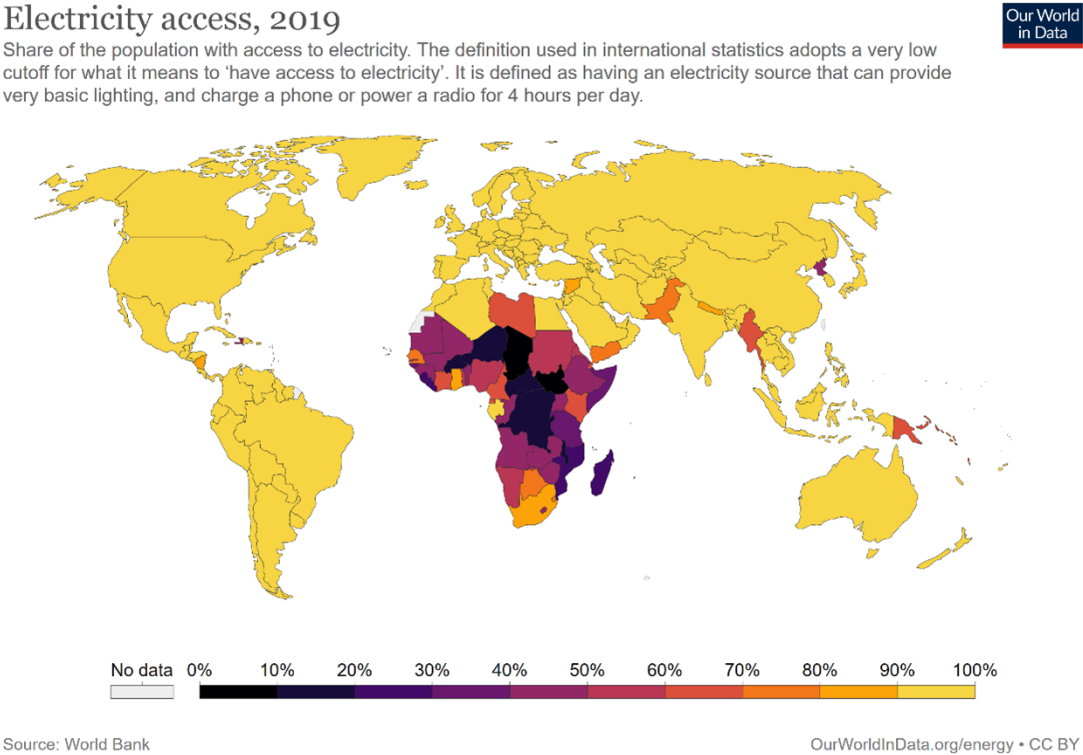 Electricity access, 2019
Our World
in Data
Share of the population with access to electricity. The definition used in international statistics adopts a very low
cutoff for what it means to ‘have access to electricity’. It is defined as having an electricity source that can provide
very basic lighting, and charge a phone or power a radio for 4 hours per day.
No data 0% 10% 20% 30% 40% 50% 60% 70% 80% 90% 100%
Source: World Bank
OurWorldInData.org/energy • CC BY